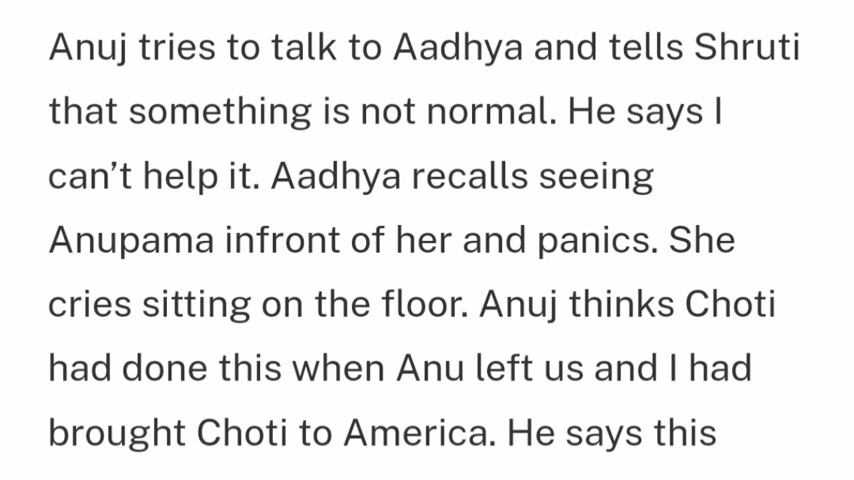 Anuj tries to talk to Aadhya and tells Shruti
that something is not normal. He says I
can’t help it. Aadhya recalls seeing
Anupama infront of her and panics. She
cries sitting on the floor. Anuj thinks Choti
had done this when Anu left us and I had
brought Choti to America. He says this